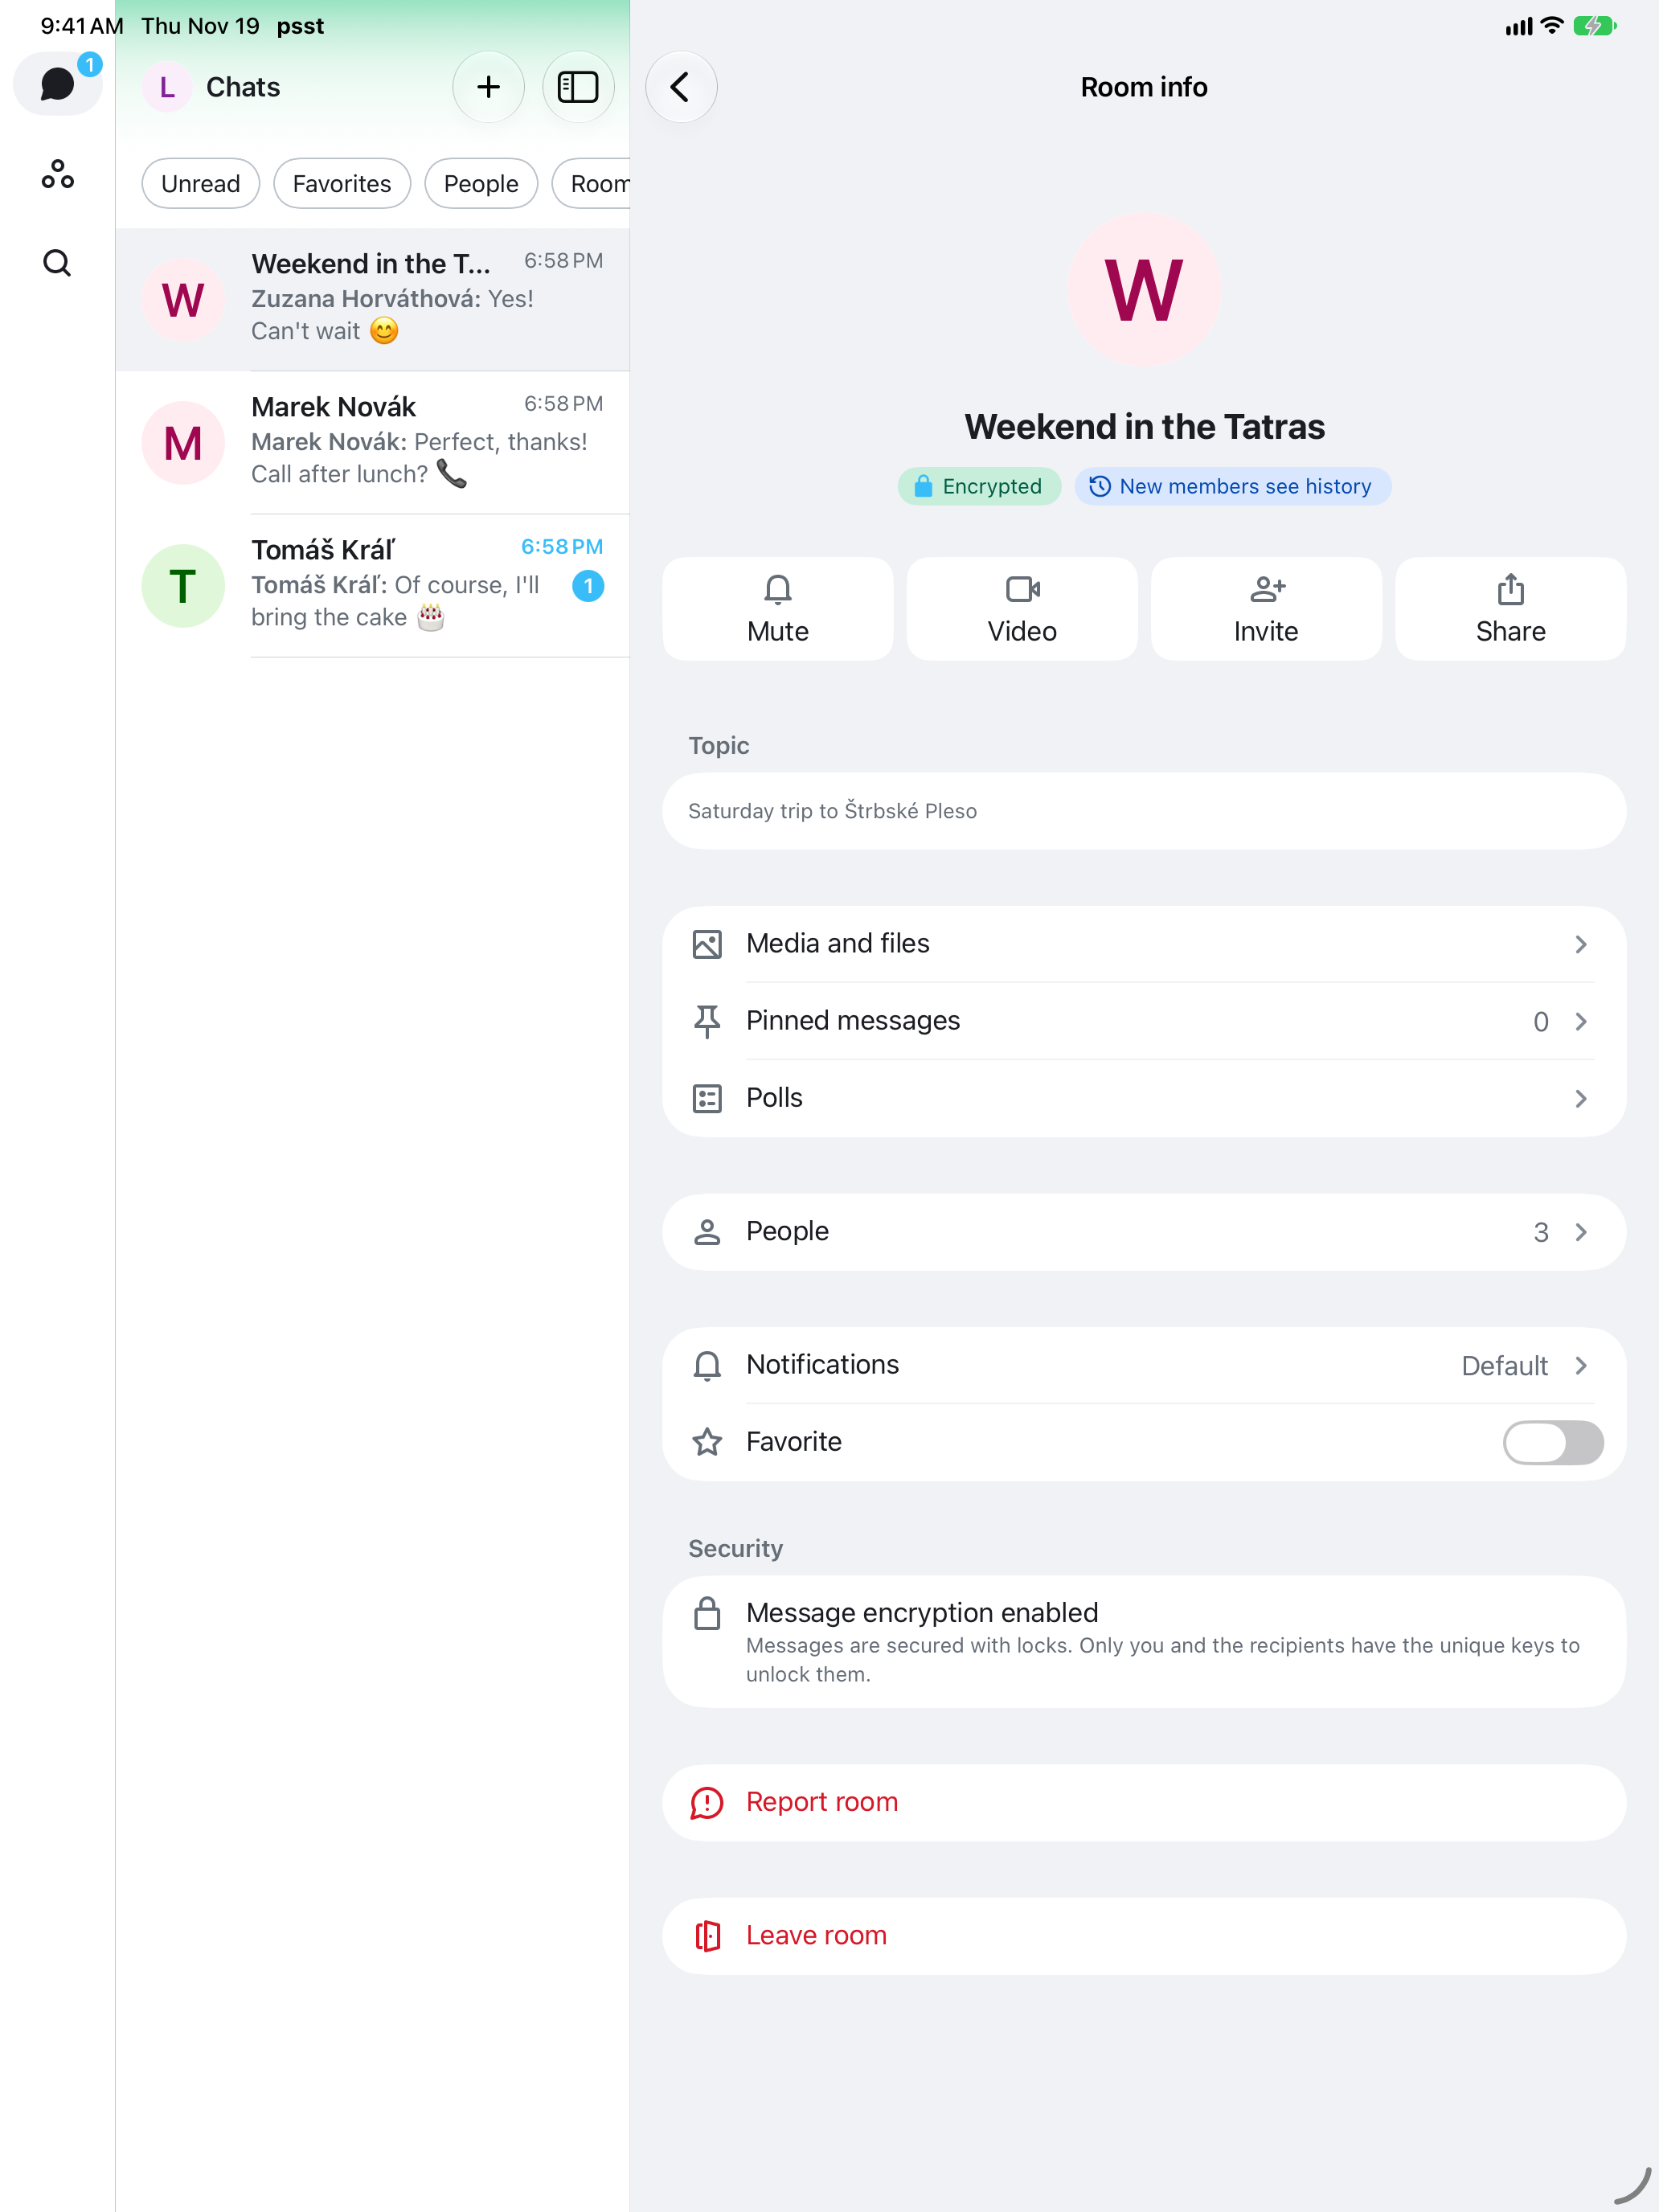 9:41 AM Thu Nov 19 psst
1
L Chats
Unread Favorites People Room
W
Weekend in the T... 6:58 PM
Zuzana Horváthová: Yes!
Can't wait 😊
M
Marek Novák 6:58 PM
Marek Novák: Perfect, thanks!
Call after lunch? 📞
T
Tomáš Kráľ 6:58 PM
Tomáš Kráľ: Of course, I'll 1
bring the cake 🎂
Room info
W
Weekend in the Tatras
Encrypted New members see history
Mute Video Invite Share
Topic
Saturday trip to Štrbské Pleso
Media and files
Pinned messages 0
Polls
People 3
Notifications Default
Favorite
Security
Message encryption enabled
Messages are secured with locks. Only you and the recipients have the unique keys to
unlock them.
Report room
Leave room